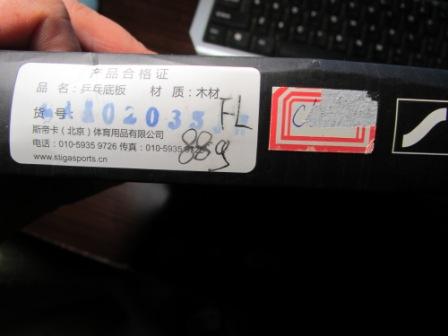 产品合格证
品 名：乒乓底板 材 质：木材
货 号：
FL
斯帝卡（北京）体育用品有限公司
电话：010-5935 9726 传真：010-5935
88g
www.stigasports.cn